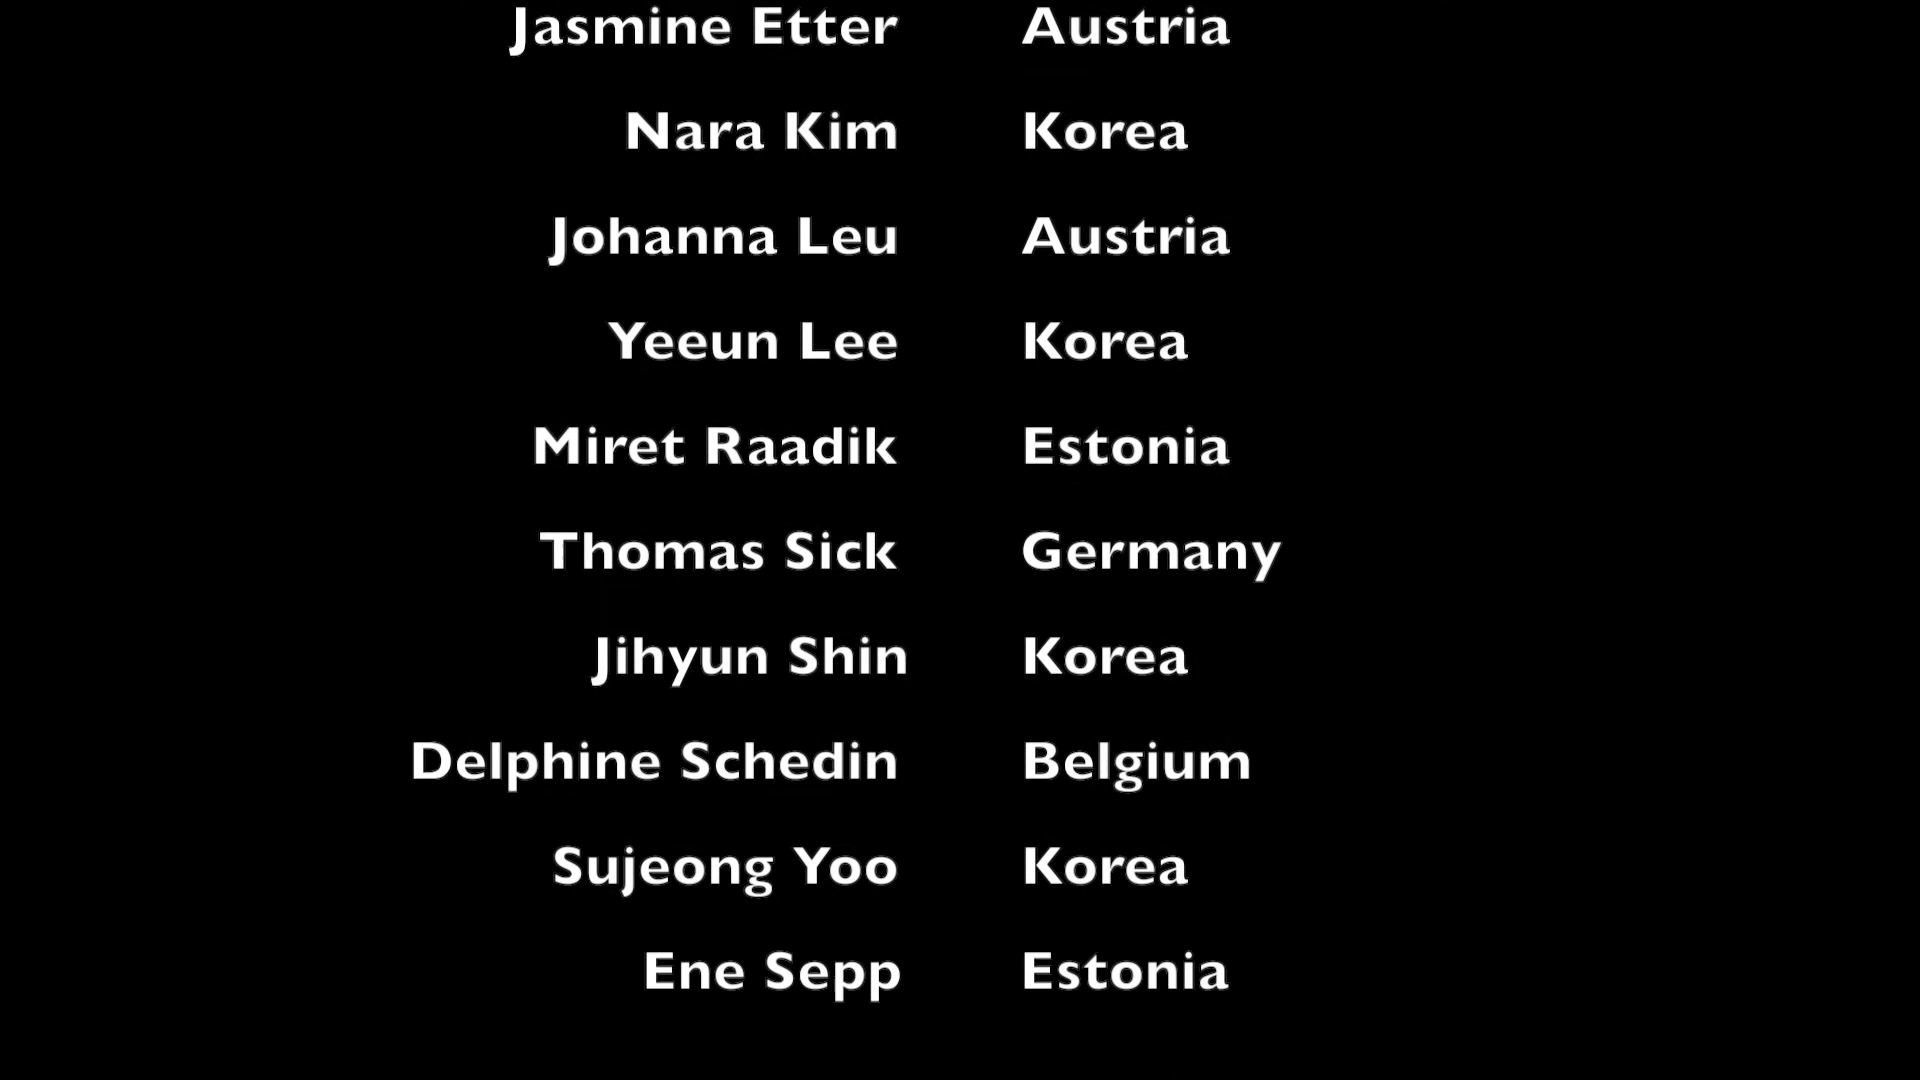 Jasmine Etter Austria
Nara Kim Korea
Johanna Leu Austria
Yeeun Lee Korea
Miret Raadik Estonia
Thomas Sick Germany
Jihyun Shin Korea
Delphine Schedin Belgium
Sujeong Yoo Korea
Ene Sepp Estonia